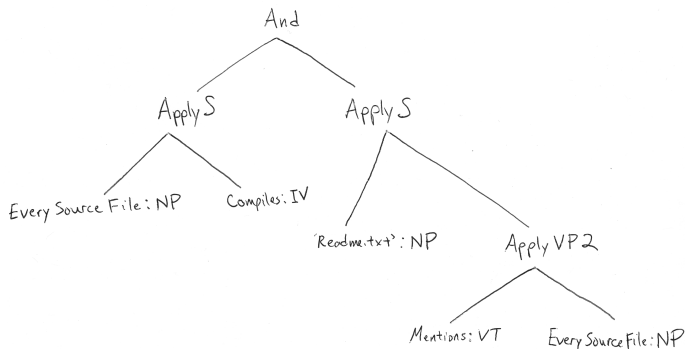 And
Apply S
Apply S
Every Source File: NP
Compiles: IV
'Readme.txt': NP
Apply VP2
Mentions: VT
Every Source File: NP